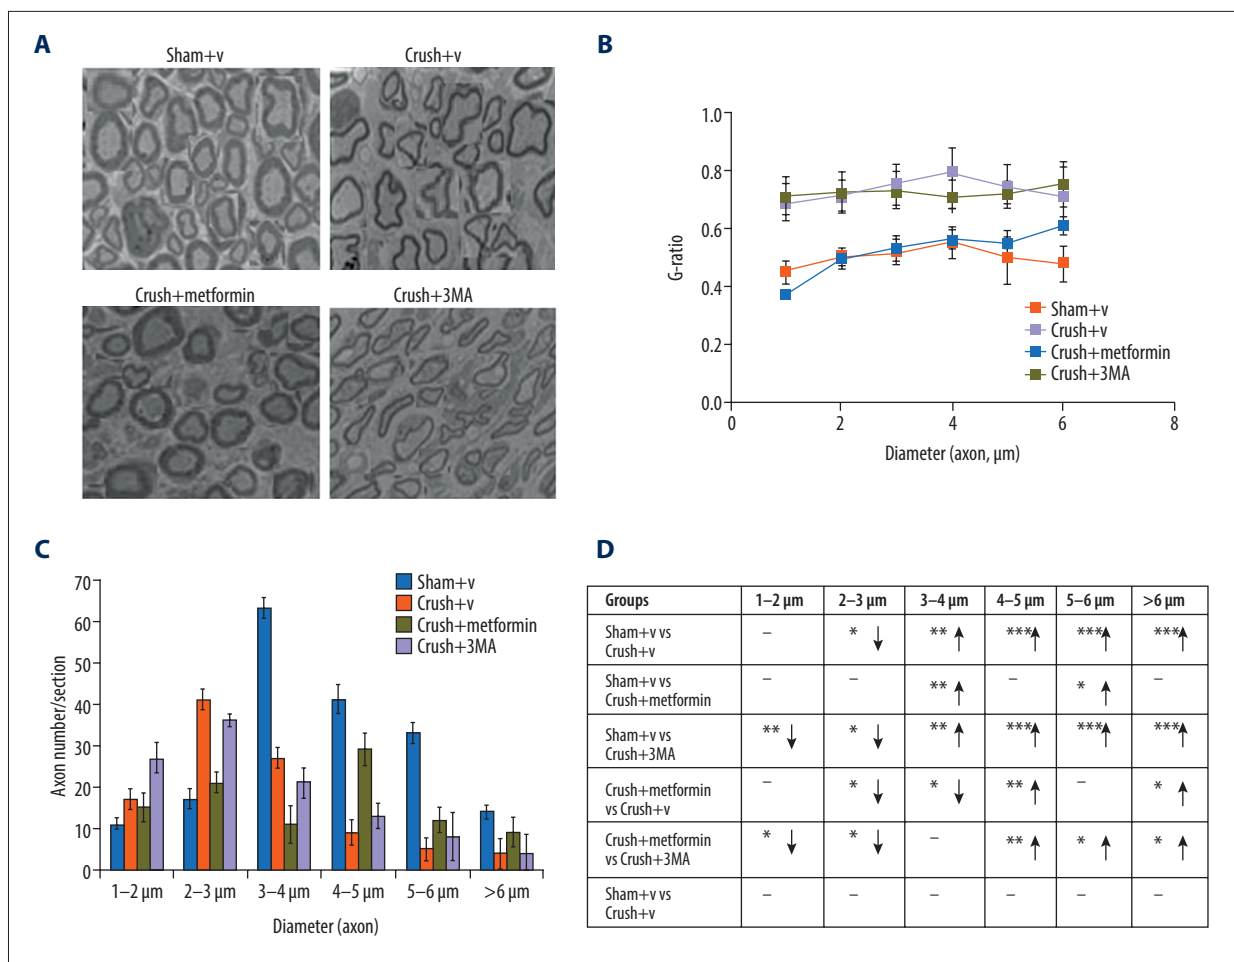 A
Sham+v
Crush+v
Crush+metformin
Crush+3MA
B
1.0
0.8
0.6
0.4
0.2
0.0
G-ratio
0 2 4 6 8
Diameter (axon, µm)
Sham+v
Crush+v
Crush+metformin
Crush+3MA
C
70
60
50
40
30
20
10
0
Axon number/section
1–2 µm 2–3 µm 3–4 µm 4–5 µm 5–6 µm >6 µm
Diameter (axon)
Sham+v
Crush+v
Crush+metformin
Crush+3MA
D
Groups 1–2 µm 2–3 µm 3–4 µm 4–5 µm 5–6 µm >6 µm
Sham+v vs
Crush+v – * ↓ ** ↑ *** ↑ *** ↑ *** ↑
Sham+v vs
Crush+metformin – – ** ↑ – * ↑ –
Sham+v vs
Crush+3MA ** ↓ * ↓ ** ↑ *** ↑ *** ↑ *** ↑
Crush+metformin
vs Crush+v – * ↓ * ↓ ** ↑ – * ↑
Crush+metformin
vs Crush+3MA * ↓ * ↓ – ** ↑ * ↑ * ↑
Sham+v vs
Crush+v – – – – – –